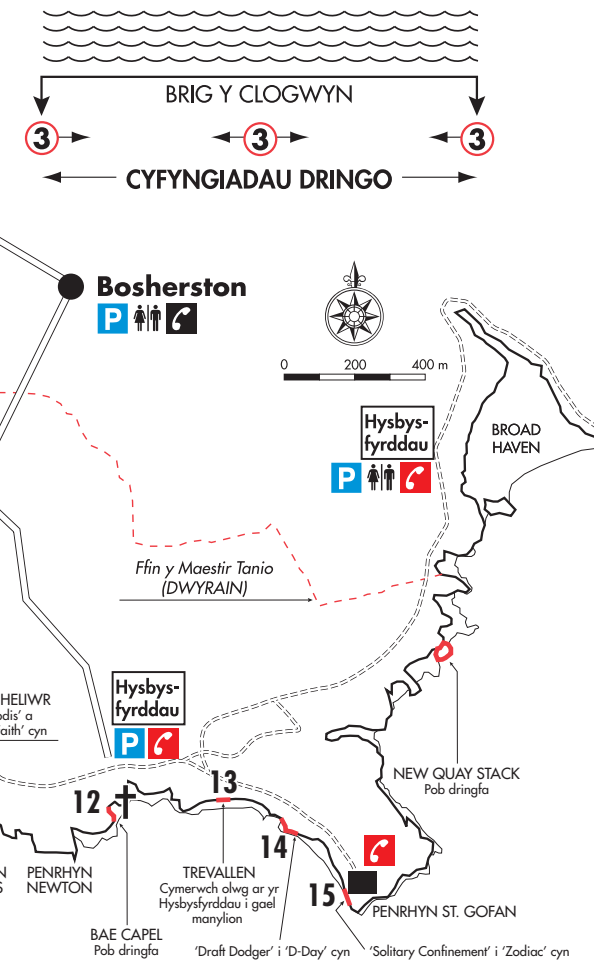 BRIG Y CLOGWYN
3
3
3
CYFYNGIADAU DRINGO
Bosherston
P
0 200 400 m
Hysbys-
fyrddau
P
BROAD
HAVEN
Ffin y Maestir Tanio
(DWYRAIN)
HELIWR
odis' a
aith' cyn
Hysbys-
fyrddau
P
NEW QUAY STACK
Pob dringfa
12
13
14
15
N
S
PENRHYN
NEWTON
TREVALLEN
Cymerwch olwg ar yr
Hysbysfyrddau i gael
manylion
PENRHYN ST. GOFAN
BAE CAPEL
Pob dringfa
'Draft Dodger' i 'D-Day' cyn
'Solitary Confinement' i 'Zodiac' cyn